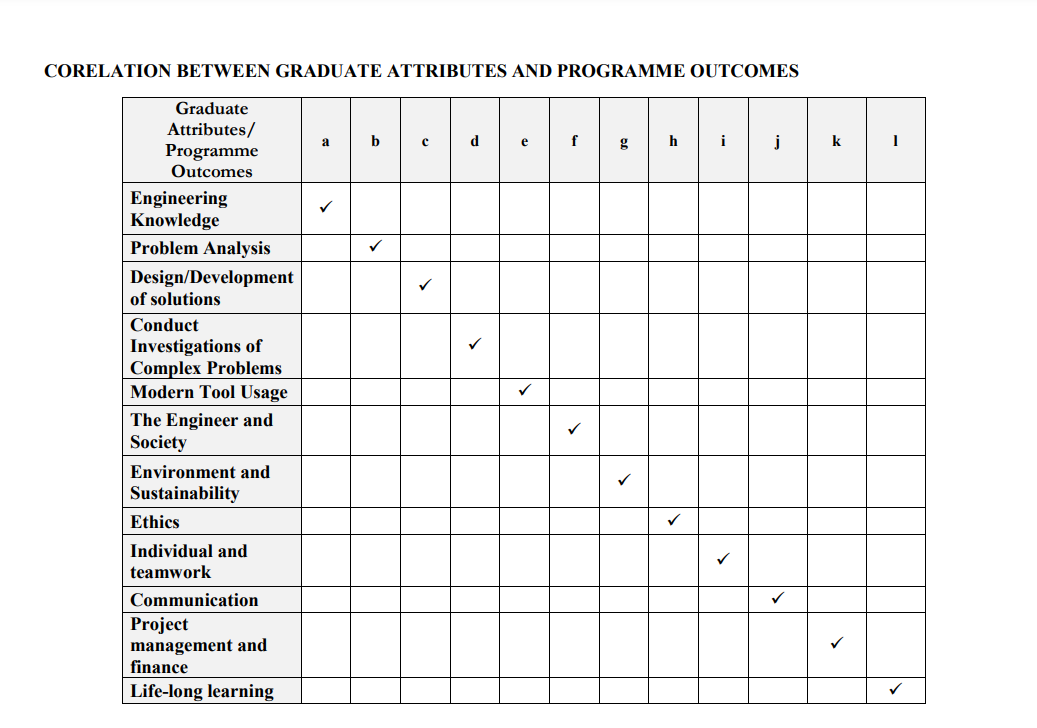 CORELATION BETWEEN GRADUATE ATTRIBUTES AND PROGRAMME OUTCOMES
Graduate
Attributes/
Programme
Outcomes
a b c d e f g h i j k l
Engineering
Knowledge ✓
Problem Analysis ✓
Design/Development
of solutions ✓
Conduct
Investigations of
Complex Problems ✓
Modern Tool Usage ✓
The Engineer and
Society ✓
Environment and
Sustainability ✓
Ethics ✓
Individual and
teamwork ✓
Communication ✓
Project
management and
finance ✓
Life-long learning ✓